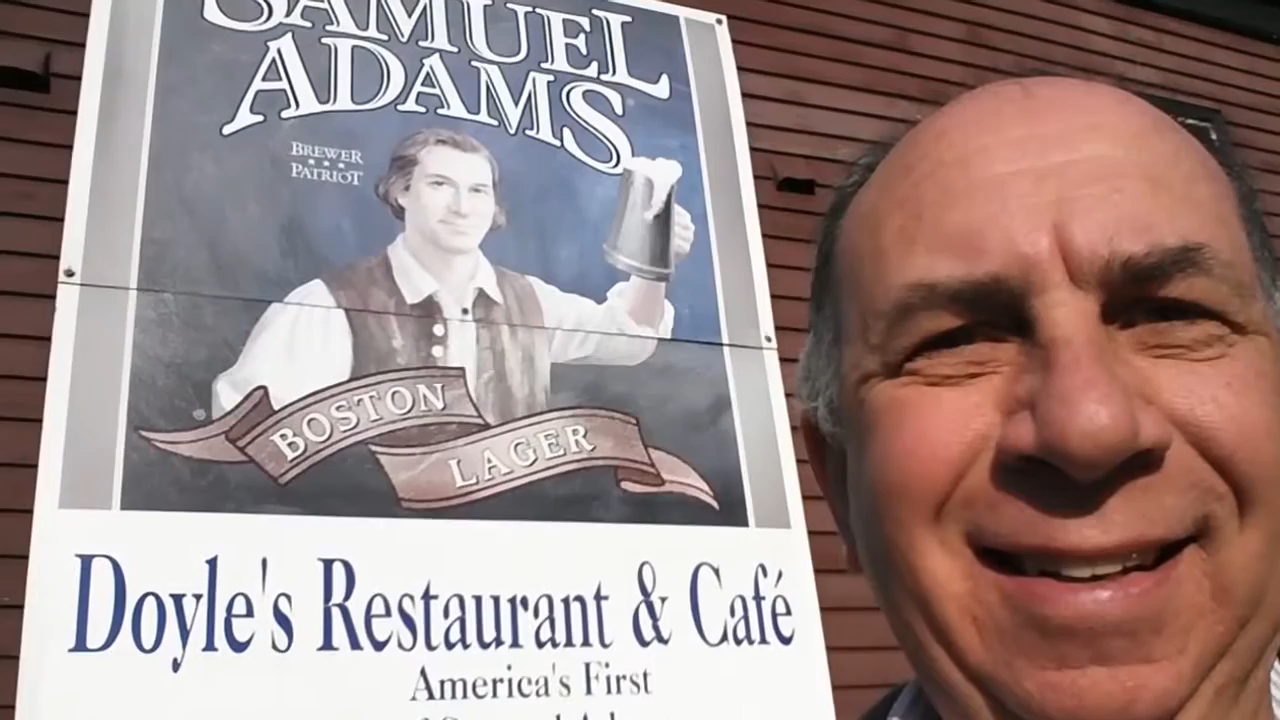 SAMUEL
ADAMS
BREWER
PATRIOT
BOSTON
LAGER
Doyle's Restaurant & Café
America's First